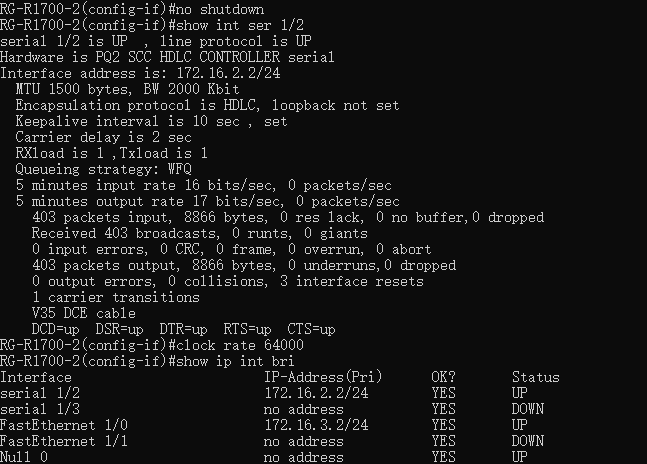 RG-R1700-2(config-if)#no shutdown
RG-R1700-2(config-if)#show int ser 1/2
serial 1/2 is UP  , line protocol is UP
Hardware is PQ2 SCC HDLC CONTROLLER serial
Interface address is: 172.16.2.2/24
  MTU 1500 bytes, BW 2000 Kbit
  Encapsulation protocol is HDLC, loopback not set
  Keepalive interval is 10 sec , set
  Carrier delay is 2 sec
  RXload is 1 ,Txload is 1
  Queueing strategy: WFQ
  5 minutes input rate 16 bits/sec, 0 packets/sec
  5 minutes output rate 17 bits/sec, 0 packets/sec
    403 packets input, 8866 bytes, 0 res lack, 0 no buffer,0 dropped
    Received 403 broadcasts, 0 runts, 0 giants
    0 input errors, 0 CRC, 0 frame, 0 overrun, 0 abort
    403 packets output, 8866 bytes, 0 underruns,0 dropped
    0 output errors, 0 collisions, 3 interface resets
    1 carrier transitions
    V35 DCE cable
    DCD=up  DSR=up  DTR=up  RTS=up  CTS=up
RG-R1700-2(config-if)#clock rate 64000
RG-R1700-2(config-if)#show ip int bri
Interface                        IP-Address(Pri)      OK?       Status
serial 1/2                       172.16.2.2/24        YES       UP
serial 1/3                       no address           YES       DOWN
FastEthernet 1/0                 172.16.3.2/24        YES       UP
FastEthernet 1/1                 no address           YES       DOWN
Null 0                           no address           YES       UP